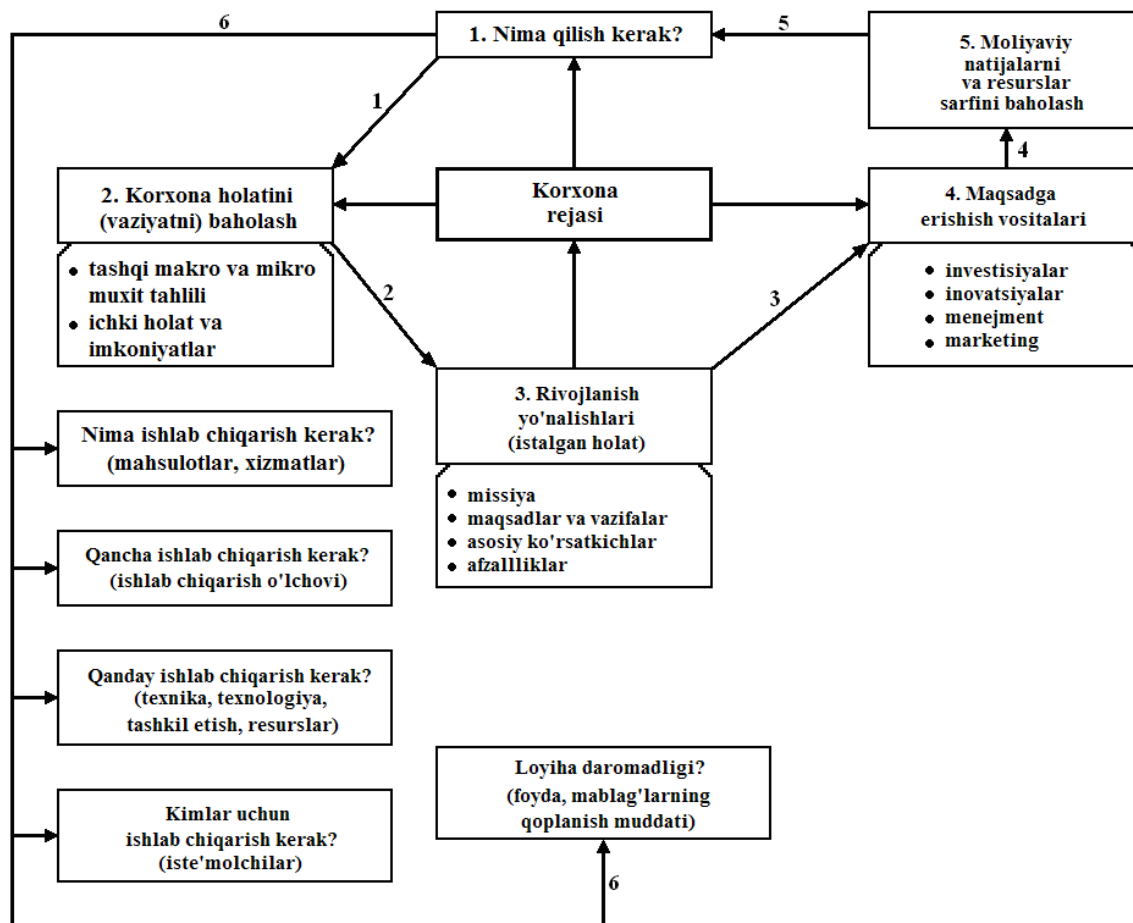 6
1. Nima qilish kerak?
5
5. Moliyaviy
natijalarni
va resurslar
sarfini baholash
1
4
2. Korxona holatini
(vaziyatni) baholash
Korxona
rejasi
4. Maqsadga
erishish vositalari
• tashqi makro va mikro
muxit tahlili
• ichki holat va
imkoniyatlar
2
3
• investisiyalar
• inovatsiyalar
• menejment
• marketing
3. Rivojlanish
yo'nalishlari
(istalgan holat)
• missiya
• maqsadlar va vazifalar
• asosiy ko'rsatkichlar
• afzallliklar
Nima ishlab chiqarish kerak?
(mahsulotlar, xizmatlar)
Qancha ishlab chiqarish kerak?
(ishlab chiqarish o'lchovi)
Qanday ishlab chiqarish kerak?
(texnika, texnologiya,
tashkil etish, resurslar)
Kimlar uchun
ishlab chiqarish kerak?
(iste'molchilar)
Loyiha daromadligi?
(foyda, mablag'larning
qoplanish muddati)
6